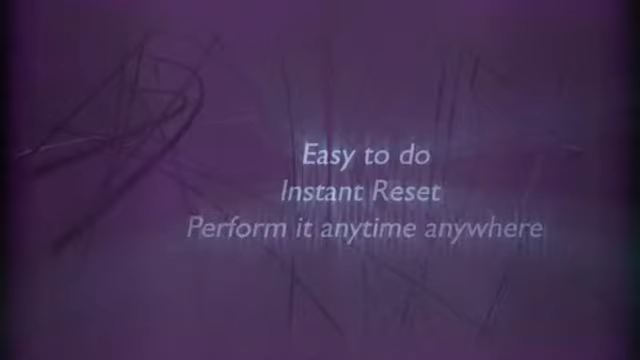 Easy to do
Instant Reset
Perform it anytime anywhere